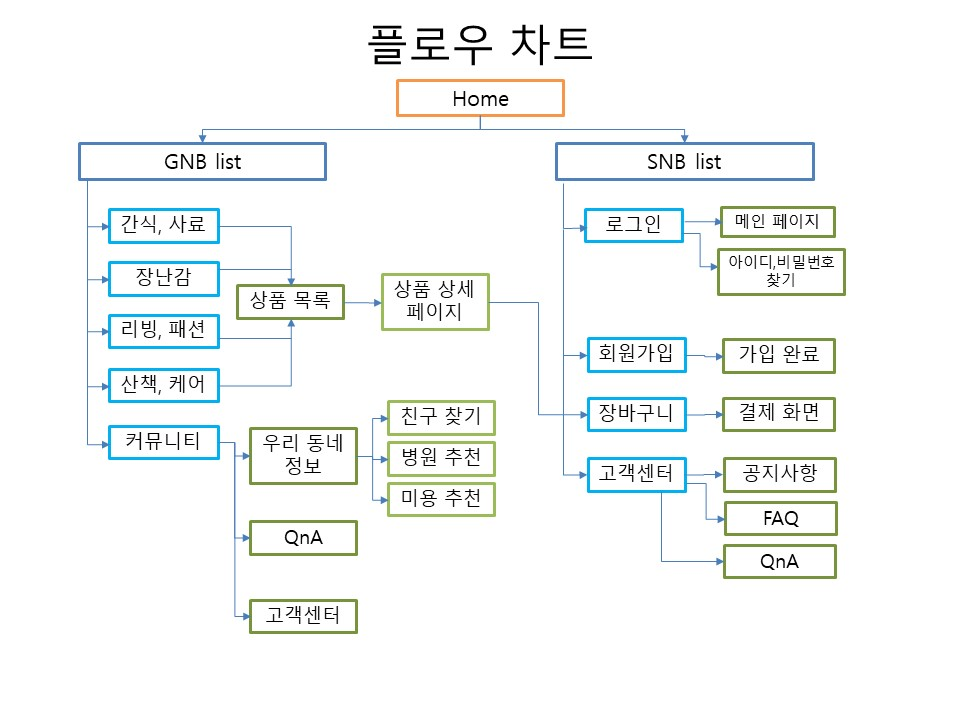 플로우 차트
Home
GNB list
SNB list
간식, 사료
장난감
리빙, 패션
산책, 케어
커뮤니티
상품 목록
상품 상세
페이지
우리 동네
정보
QnA
고객센터
친구 찾기
병원 추천
미용 추천
로그인
메인 페이지
아이디,비밀번호
찾기
회원가입
가입 완료
장바구니
결제 화면
고객센터
공지사항
FAQ
QnA